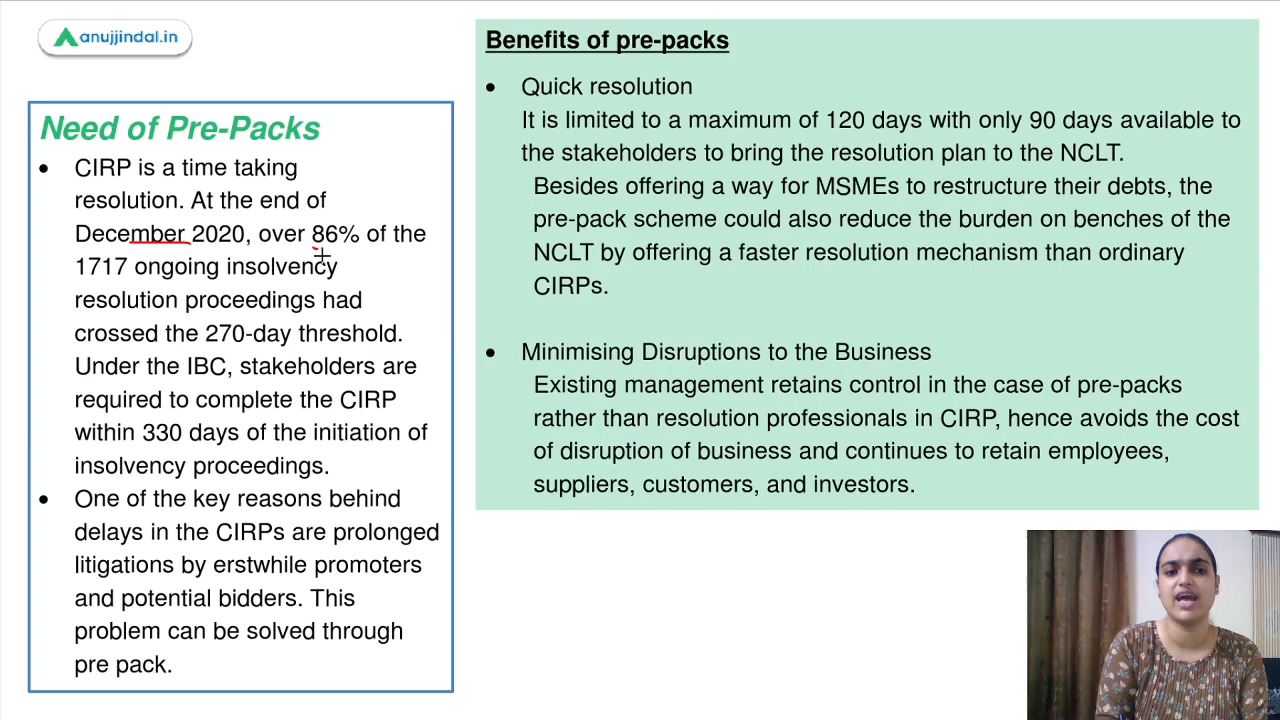 anujjindal.in
Need of Pre-Packs
• CIRP is a time taking
resolution. At the end of
December 2020, over 86% of the
1717 ongoing insolvency
resolution proceedings had
crossed the 270-day threshold.
Under the IBC, stakeholders are
required to complete the CIRP
within 330 days of the initiation of
insolvency proceedings.
• One of the key reasons behind
delays in the CIRPs are prolonged
litigations by erstwhile promoters
and potential bidders. This
problem can be solved through
pre pack.
Benefits of pre-packs
• Quick resolution
It is limited to a maximum of 120 days with only 90 days available to
the stakeholders to bring the resolution plan to the NCLT.
Besides offering a way for MSMEs to restructure their debts, the
pre-pack scheme could also reduce the burden on benches of the
NCLT by offering a faster resolution mechanism than ordinary
CIRPs.
• Minimising Disruptions to the Business
Existing management retains control in the case of pre-packs
rather than resolution professionals in CIRP, hence avoids the cost
of disruption of business and continues to retain employees,
suppliers, customers, and investors.